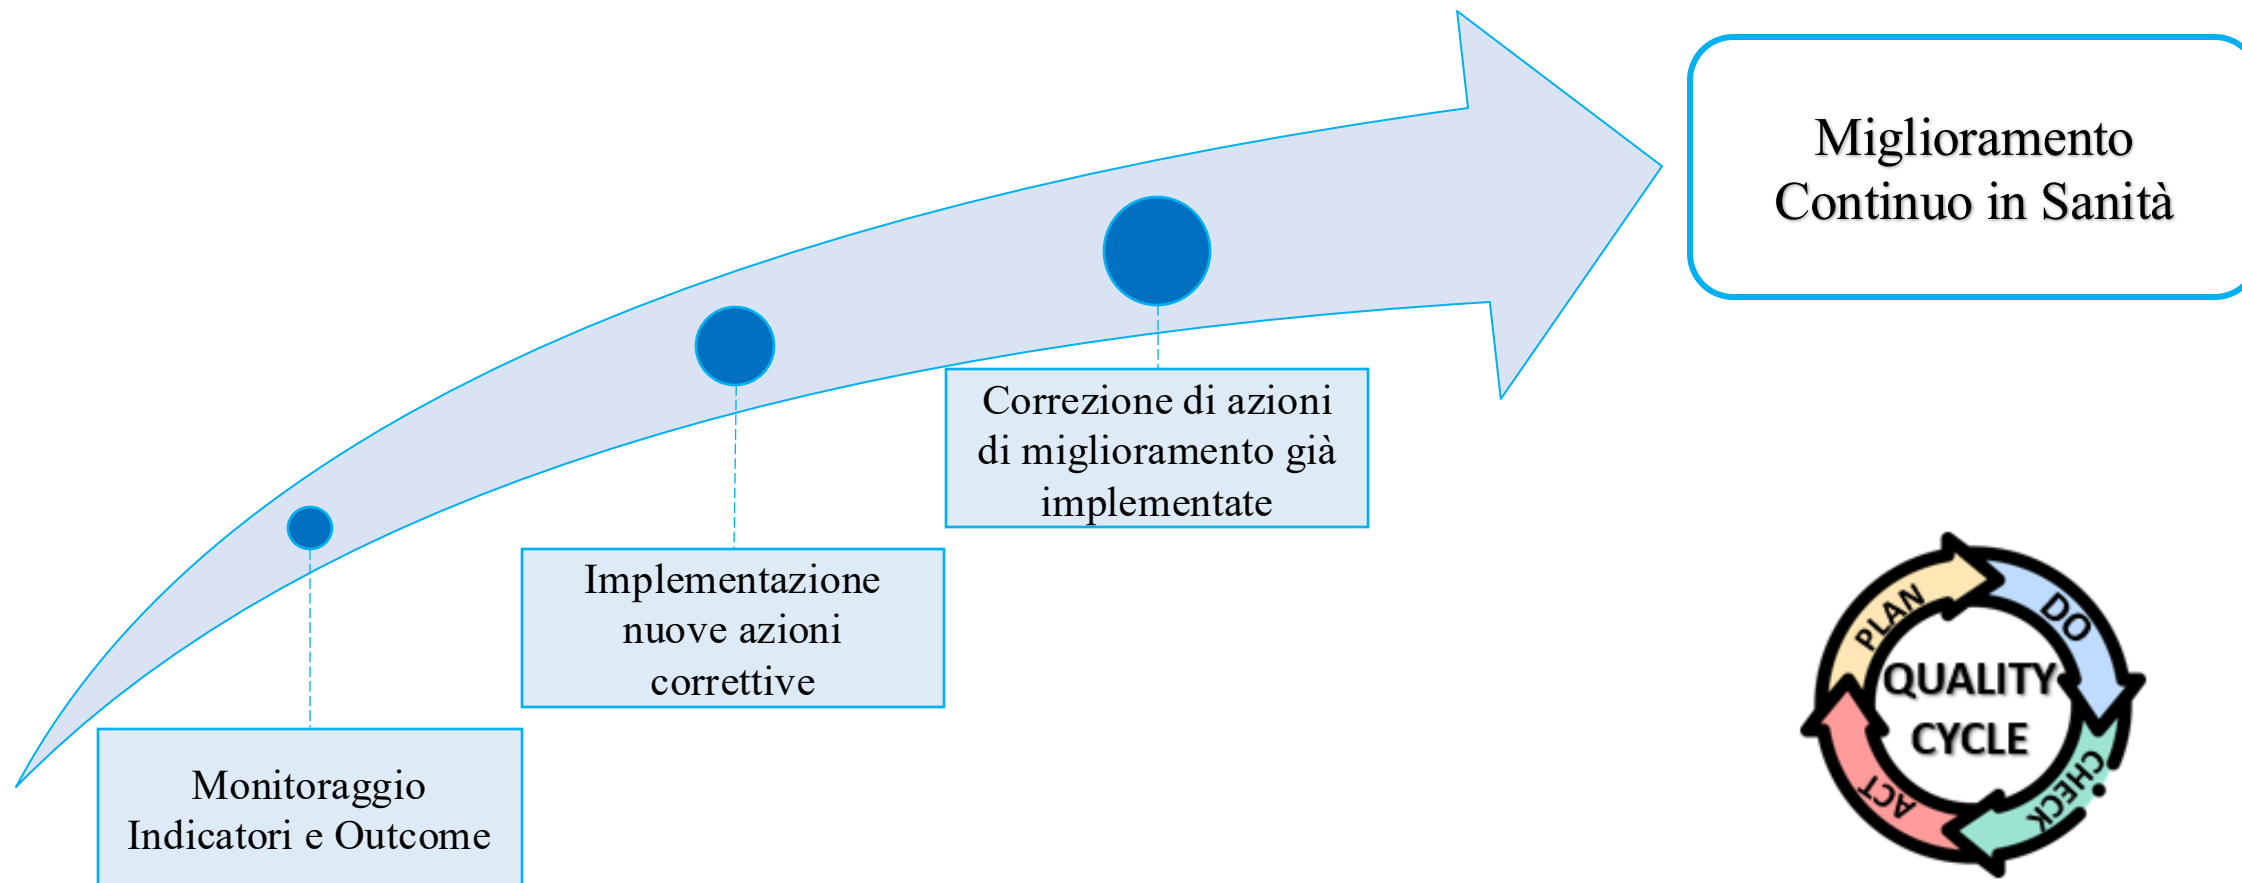 Miglioramento
Continuo in Sanità
Correzione di azioni
di miglioramento già
implementate
Implementazione
nuove azioni
correttive
Monitoraggio
Indicatori e Outcome
PLAN
DO
QUALITY
CYCLE
CHECK
ACT